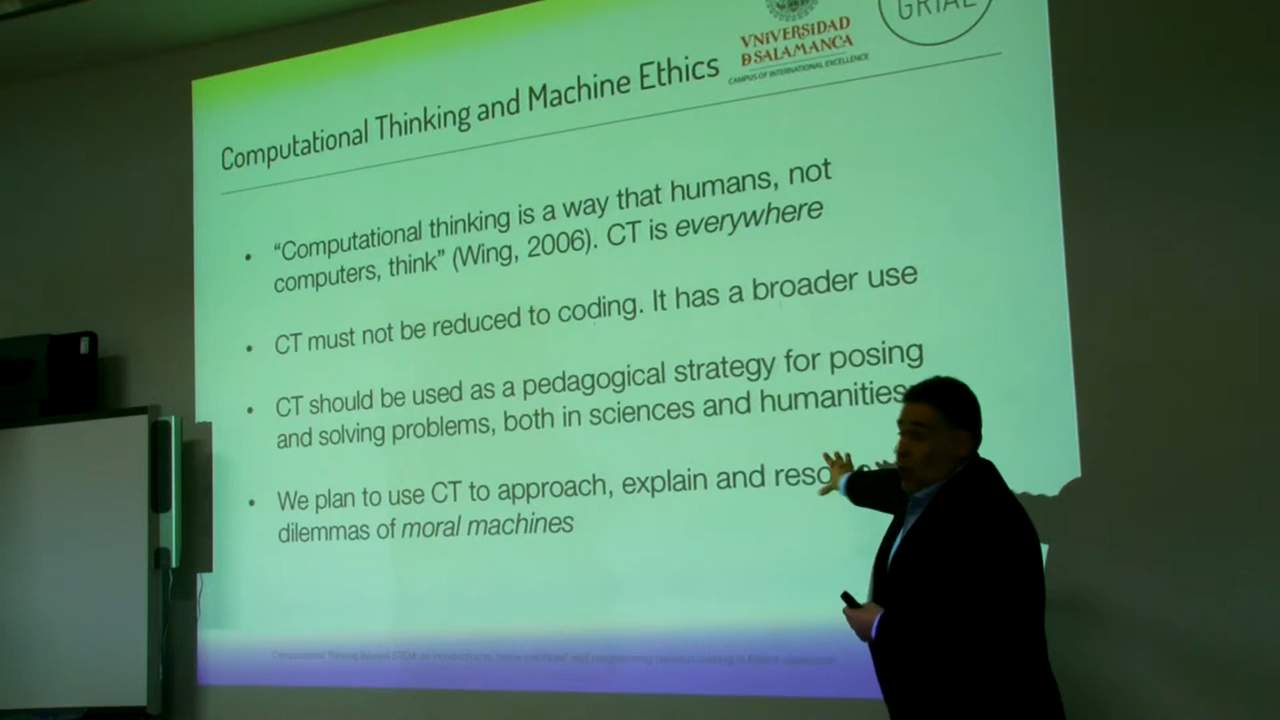 GRIAL
VNiVERSiDAD
D SALAMANCA
CAMPUS OF INTERNATIONAL EXCELLENCE
Computational Thinking and Machine Ethics
• “Computational thinking is a way that humans, not
computers, think” (Wing, 2006). CT is everywhere
• CT must not be reduced to coding. It has a broader use
• CT should be used as a pedagogical strategy for posing
and solving problems, both in sciences and humanities
• We plan to use CT to approach, explain and
dilemmas of moral machines